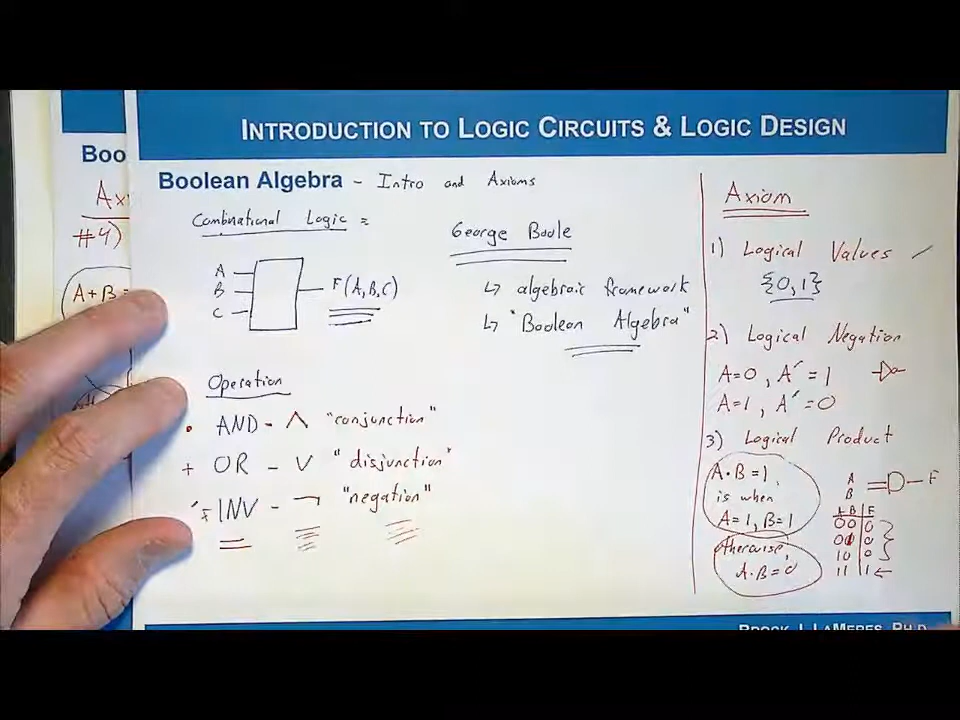 INTRODUCTION TO LOGIC CIRCUITS & LOGIC DESIGN
Boo
Ax
#4)
A+B=
Boolean Algebra - Intro and Axioms
Combinational Logic =
A
B
C
F(A,B,C)
George Boole
↳ algebraic framework
↳ "Boolean Algebra"
Operation
• AND - ∧ "conjunction"
+ OR - ∨ "disjunction"
INV - ¬ "negation"
Axiom
1) Logical Values
{0,1}
2) Logical Negation
A=0, A'=1
A=1, A'=0
3) Logical Product
A·B=1,
is when
A=1, B=1
otherwise,
A·B=0
A
B
F
A B F
0 0 0
0 1 0
1 0 0
1 1 1 ←
BROCK J. LAMERES, PH.D.